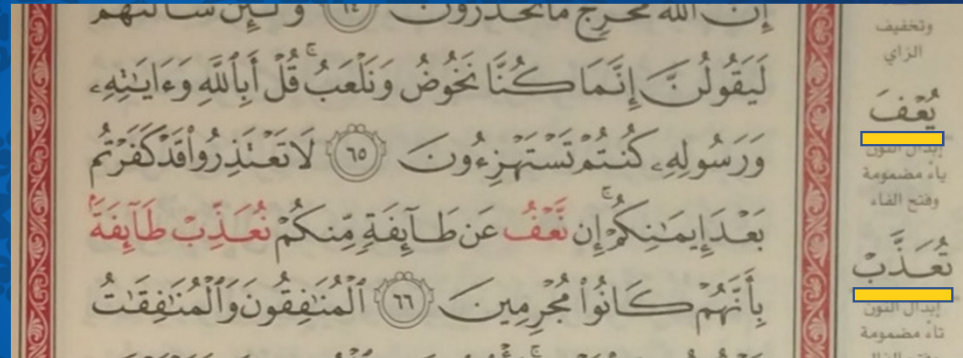 إِنَّ ٱللَّهَ مُخْرِجٌ مَّا تَحْذَرُونَ ٦٤ وَلَئِن سَأَلْتَهُمْ
لَيَقُولُنَّ إِنَّمَا كُنَّا نَخُوضُ وَنَلْعَبُ ۚ قُلْ أَبِٱللَّهِ وَءَايَٰتِهِۦ
وَرَسُولِهِۦ كُنتُمْ تَسْتَهْزِءُونَ ٦٥ لَا تَعْتَذِرُوا۟ قَدْ كَفَرْتُم
بَعْدَ إِيمَٰنِكُمْ ۚ إِن نَّعْفُ عَن طَآئِفَةٍ مِّنكُمْ نُعَذِّبْ طَآئِفَةًۢ
بِأَنَّهُمْ كَانُوا۟ مُجْرِمِينَ ٦٦ ٱلْمُنَٰفِقُونَ وَٱلْمُنَٰفِقَٰتُ
وتخفيف
الزاي
يُعْفَ
إبدال النون
ياء مضمومة
وفتح الفاء
تُعَذَّبْ
إبدال النون
تاء مضمومة